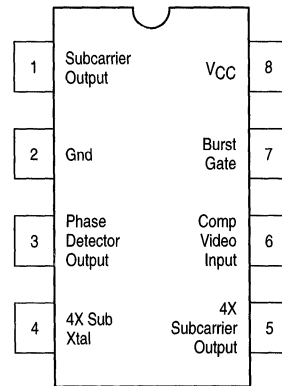 1
Subcarrier
Output
VCC
8
2
Gnd
Burst
Gate
7
3
Phase
Detector
Output
Comp
Video
Input
6
4
4X Sub
Xtal
4X
Subcarrier
Output
5